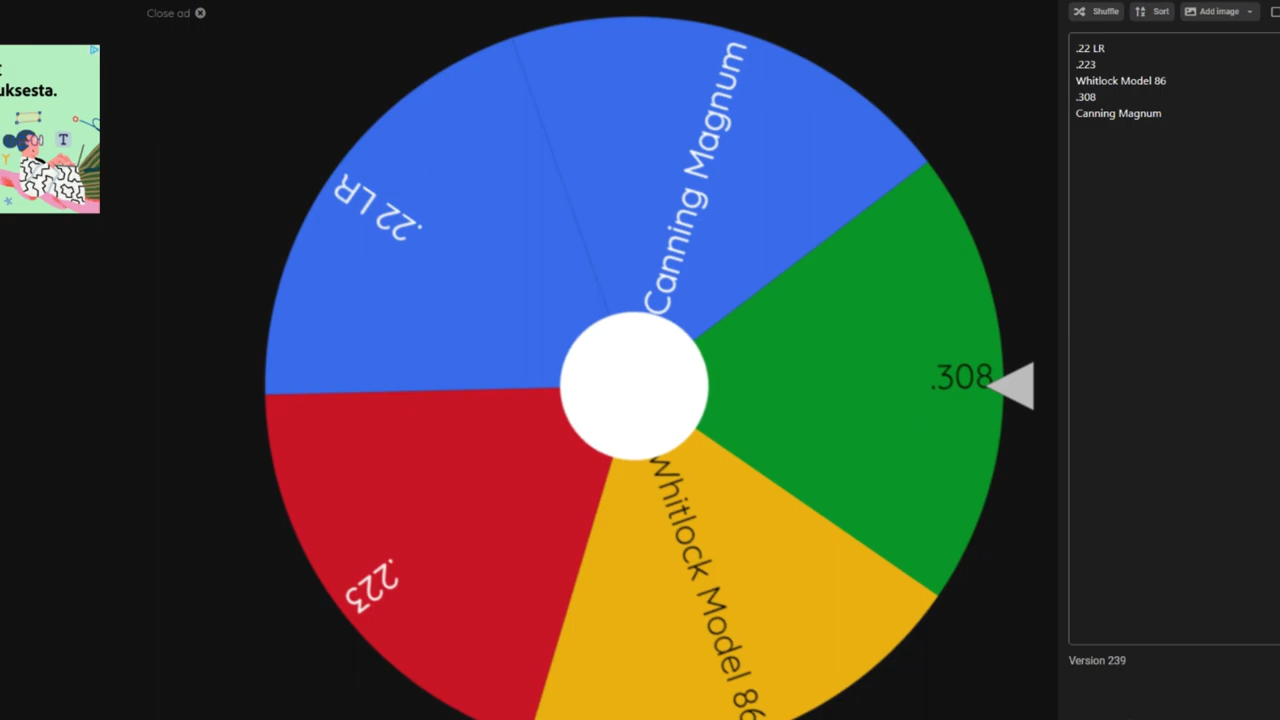 Close ad
Shuffle
Sort
Add image
uksesta.
T
.22 LR
.223
Whitlock Model 86
.308
Canning Magnum
Canning Magnum
.22 LR
.308
.223
Whitlock Model 86
Version 239